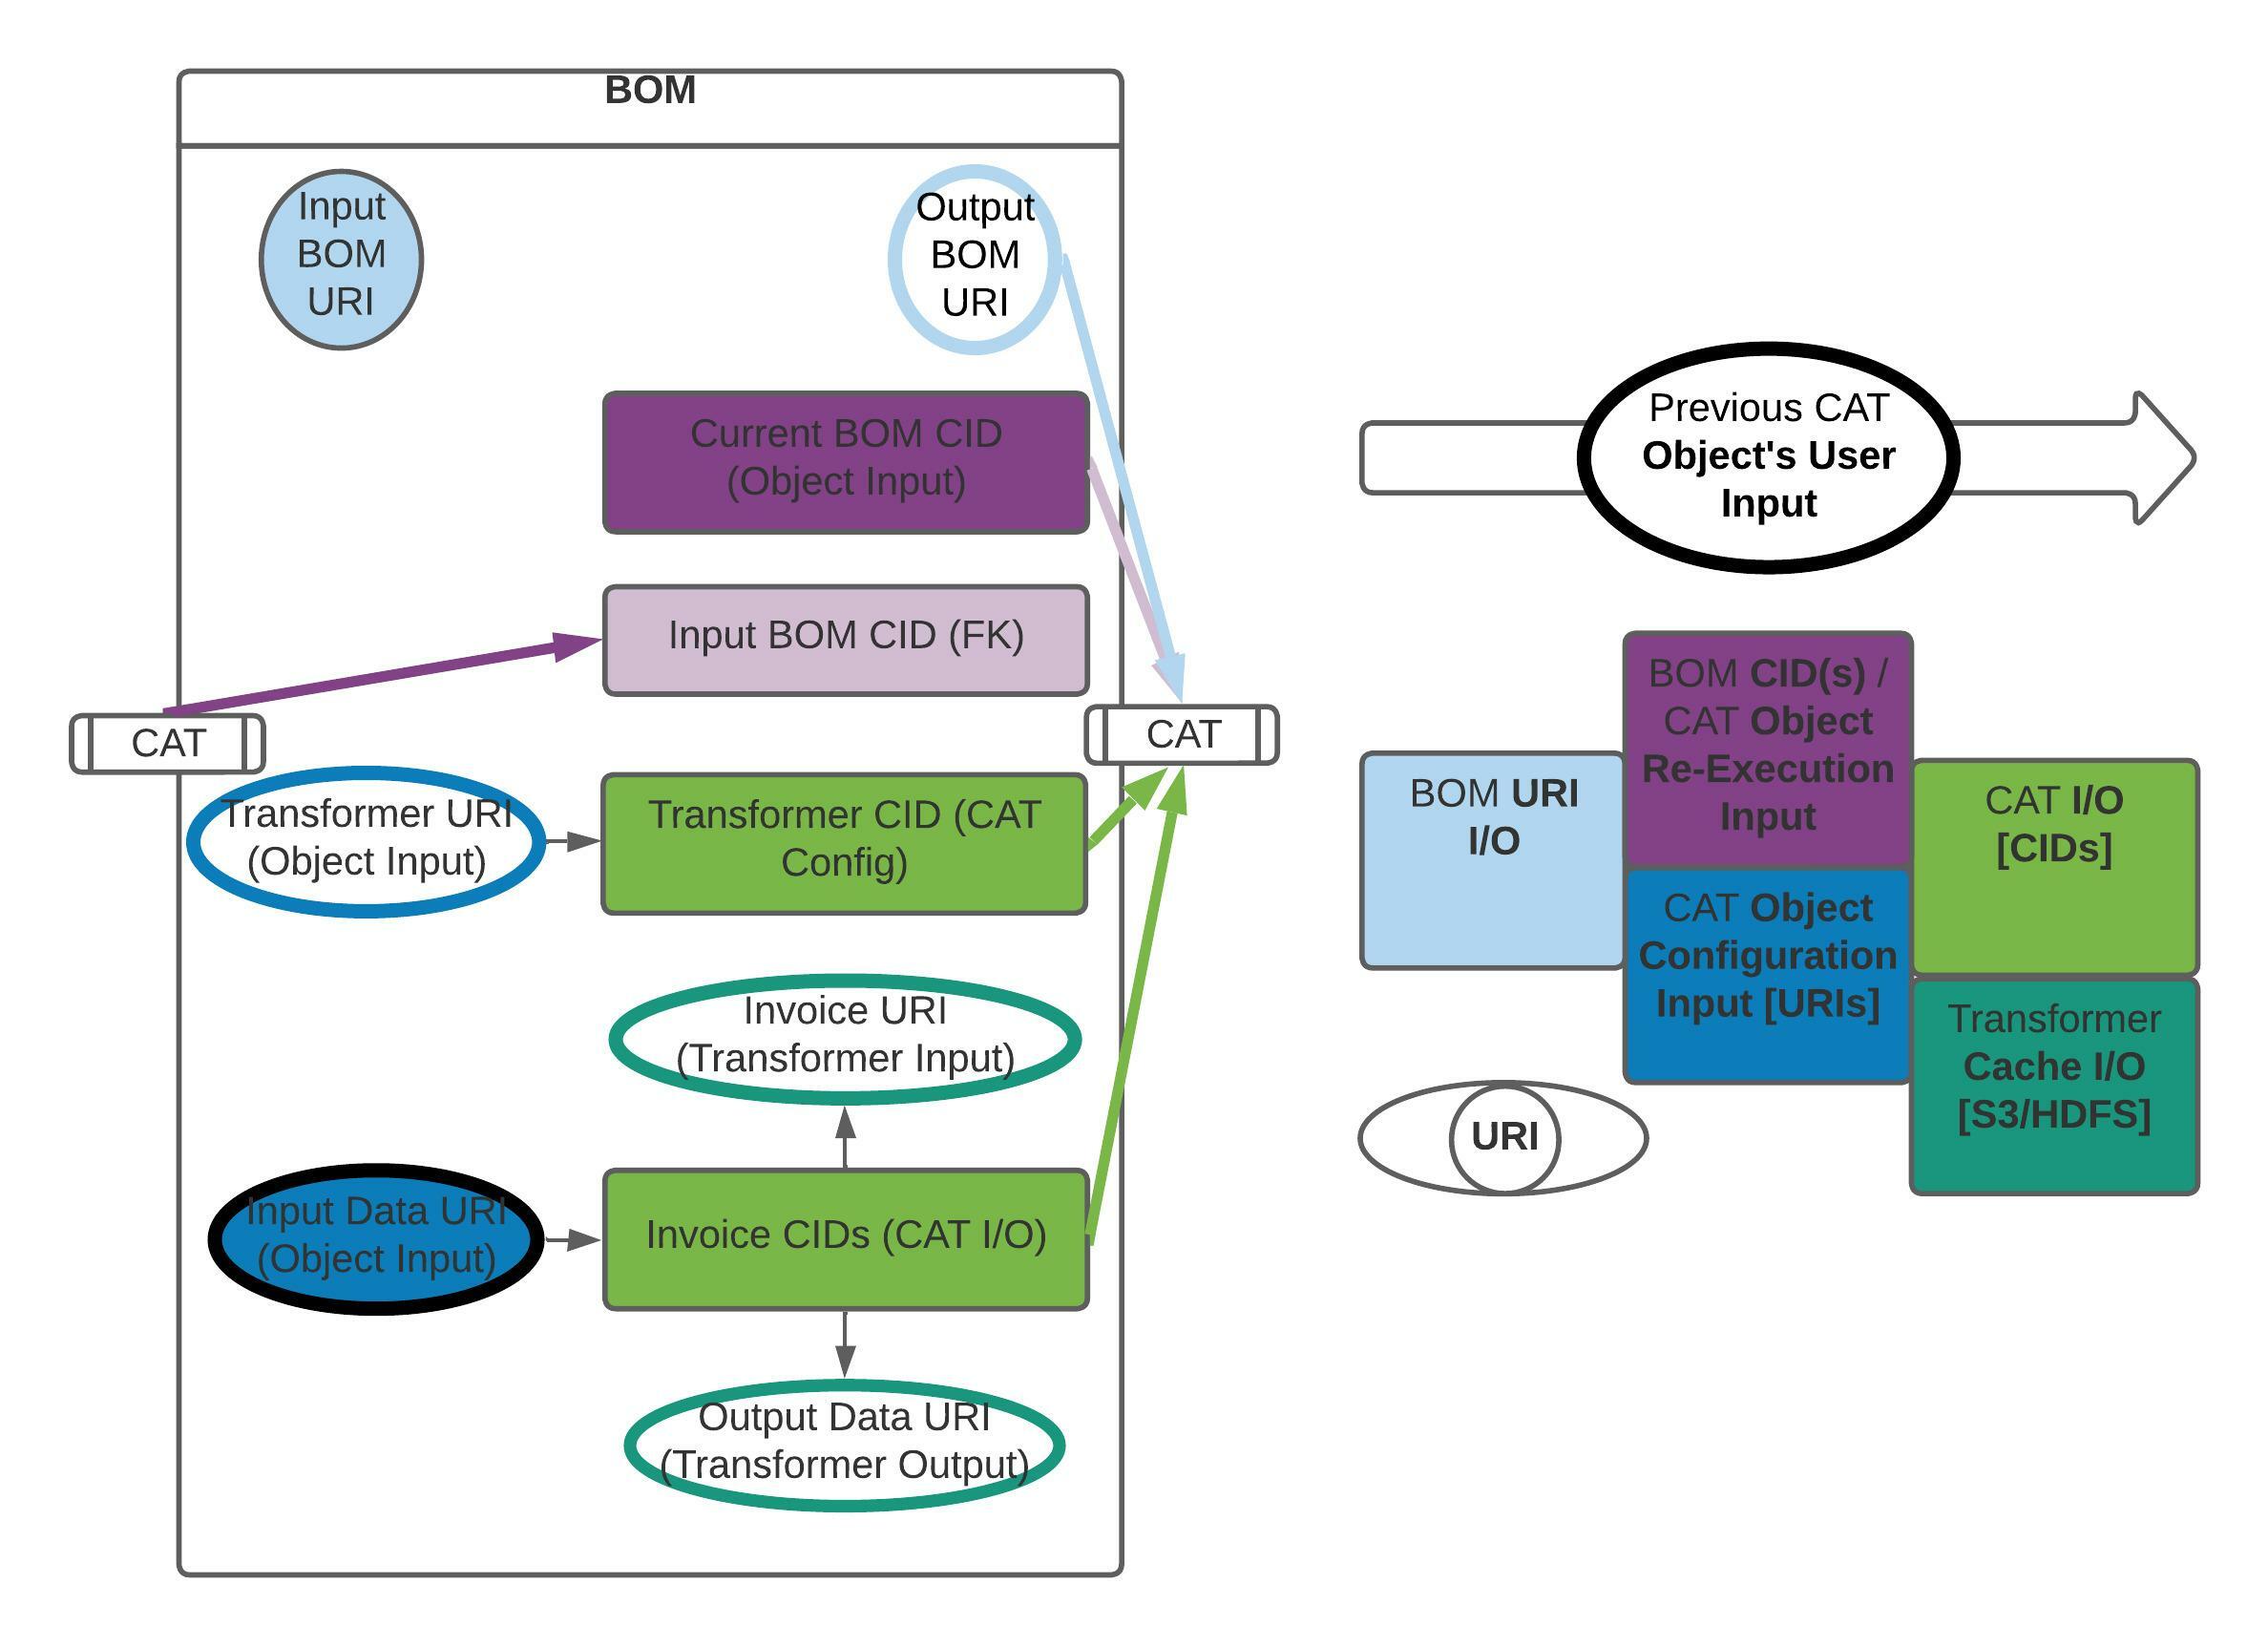 BOM
Input
BOM
URI
Output
BOM
URI
Current BOM CID
(Object Input)
Input BOM CID (FK)
CAT
CAT
Transformer URI
(Object Input)
Transformer CID (CAT
Config)
Invoice URI
(Transformer Input)
Input Data URI
(Object Input)
Invoice CIDs (CAT I/O)
Output Data URI
(Transformer Output)
Previous CAT
Object's User
Input
BOM URI
I/O
BOM CID(s) /
CAT Object
Re-Execution
Input
CAT I/O
[CIDs]
CAT Object
Configuration
Input [URIs]
Transformer
Cache I/O
[S3/HDFS]
URI